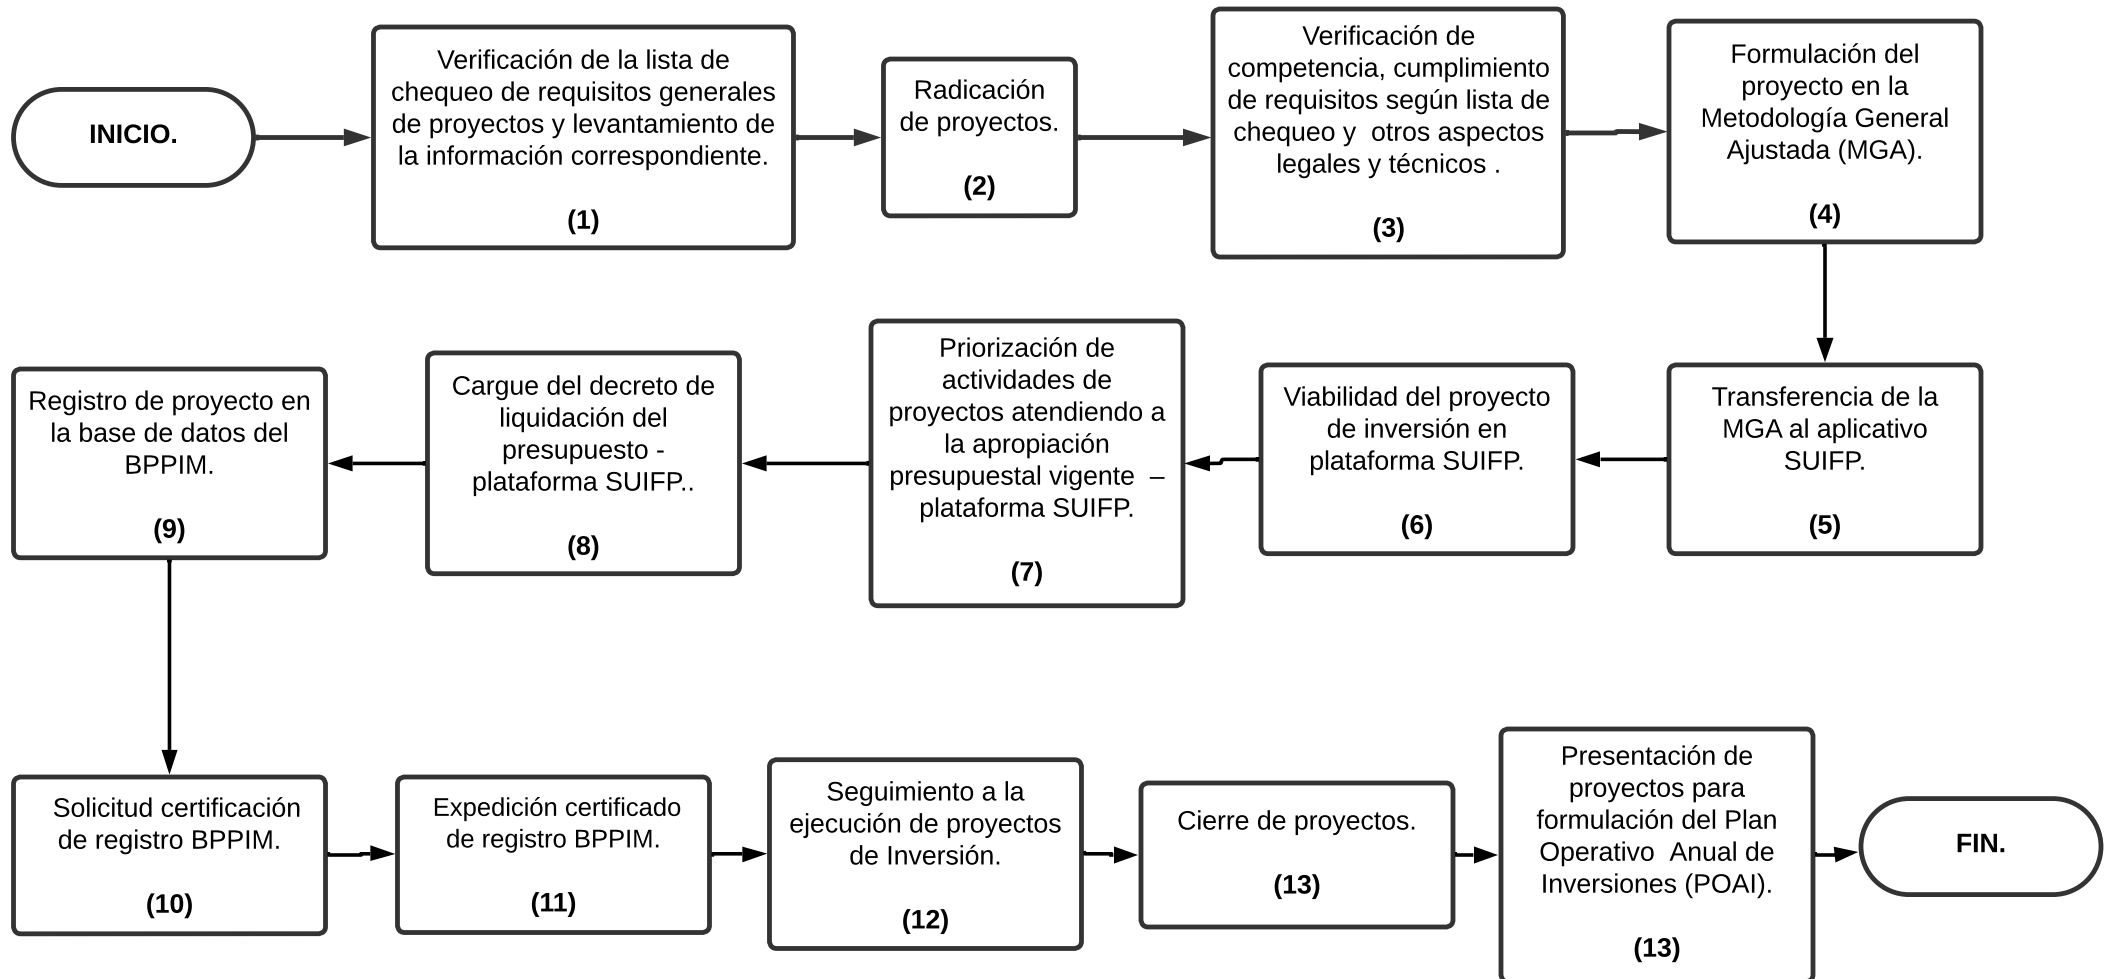 INICIO.
Verificación de la lista de
chequeo de requisitos generales
de proyectos y levantamiento de
la información correspondiente.
(1)
Radicación
de proyectos.
(2)
Verificación de
competencia, cumplimiento
de requisitos según lista de
chequeo y  otros aspectos
legales y técnicos .
(3)
Formulación del
proyecto en la
Metodología General
Ajustada (MGA).
(4)
Transferencia de la
MGA al aplicativo
SUIFP.
(5)
Viabilidad del proyecto
de inversión en
plataforma SUIFP.
(6)
Priorización de
actividades de
proyectos atendiendo a
la apropiación
presupuestal vigente  –
plataforma SUIFP.
(7)
Cargue del decreto de
liquidación del
presupuesto -
plataforma SUIFP..
(8)
Registro de proyecto en
la base de datos del
BPPIM.
(9)
Solicitud certificación
de registro BPPIM.
(10)
Expedición certificado
de registro BPPIM.
(11)
Seguimiento a la
ejecución de proyectos
de Inversión.
(12)
Cierre de proyectos.
(13)
Presentación de
proyectos para
formulación del Plan
Operativo  Anual de
Inversiones (POAI).
(13)
FIN.